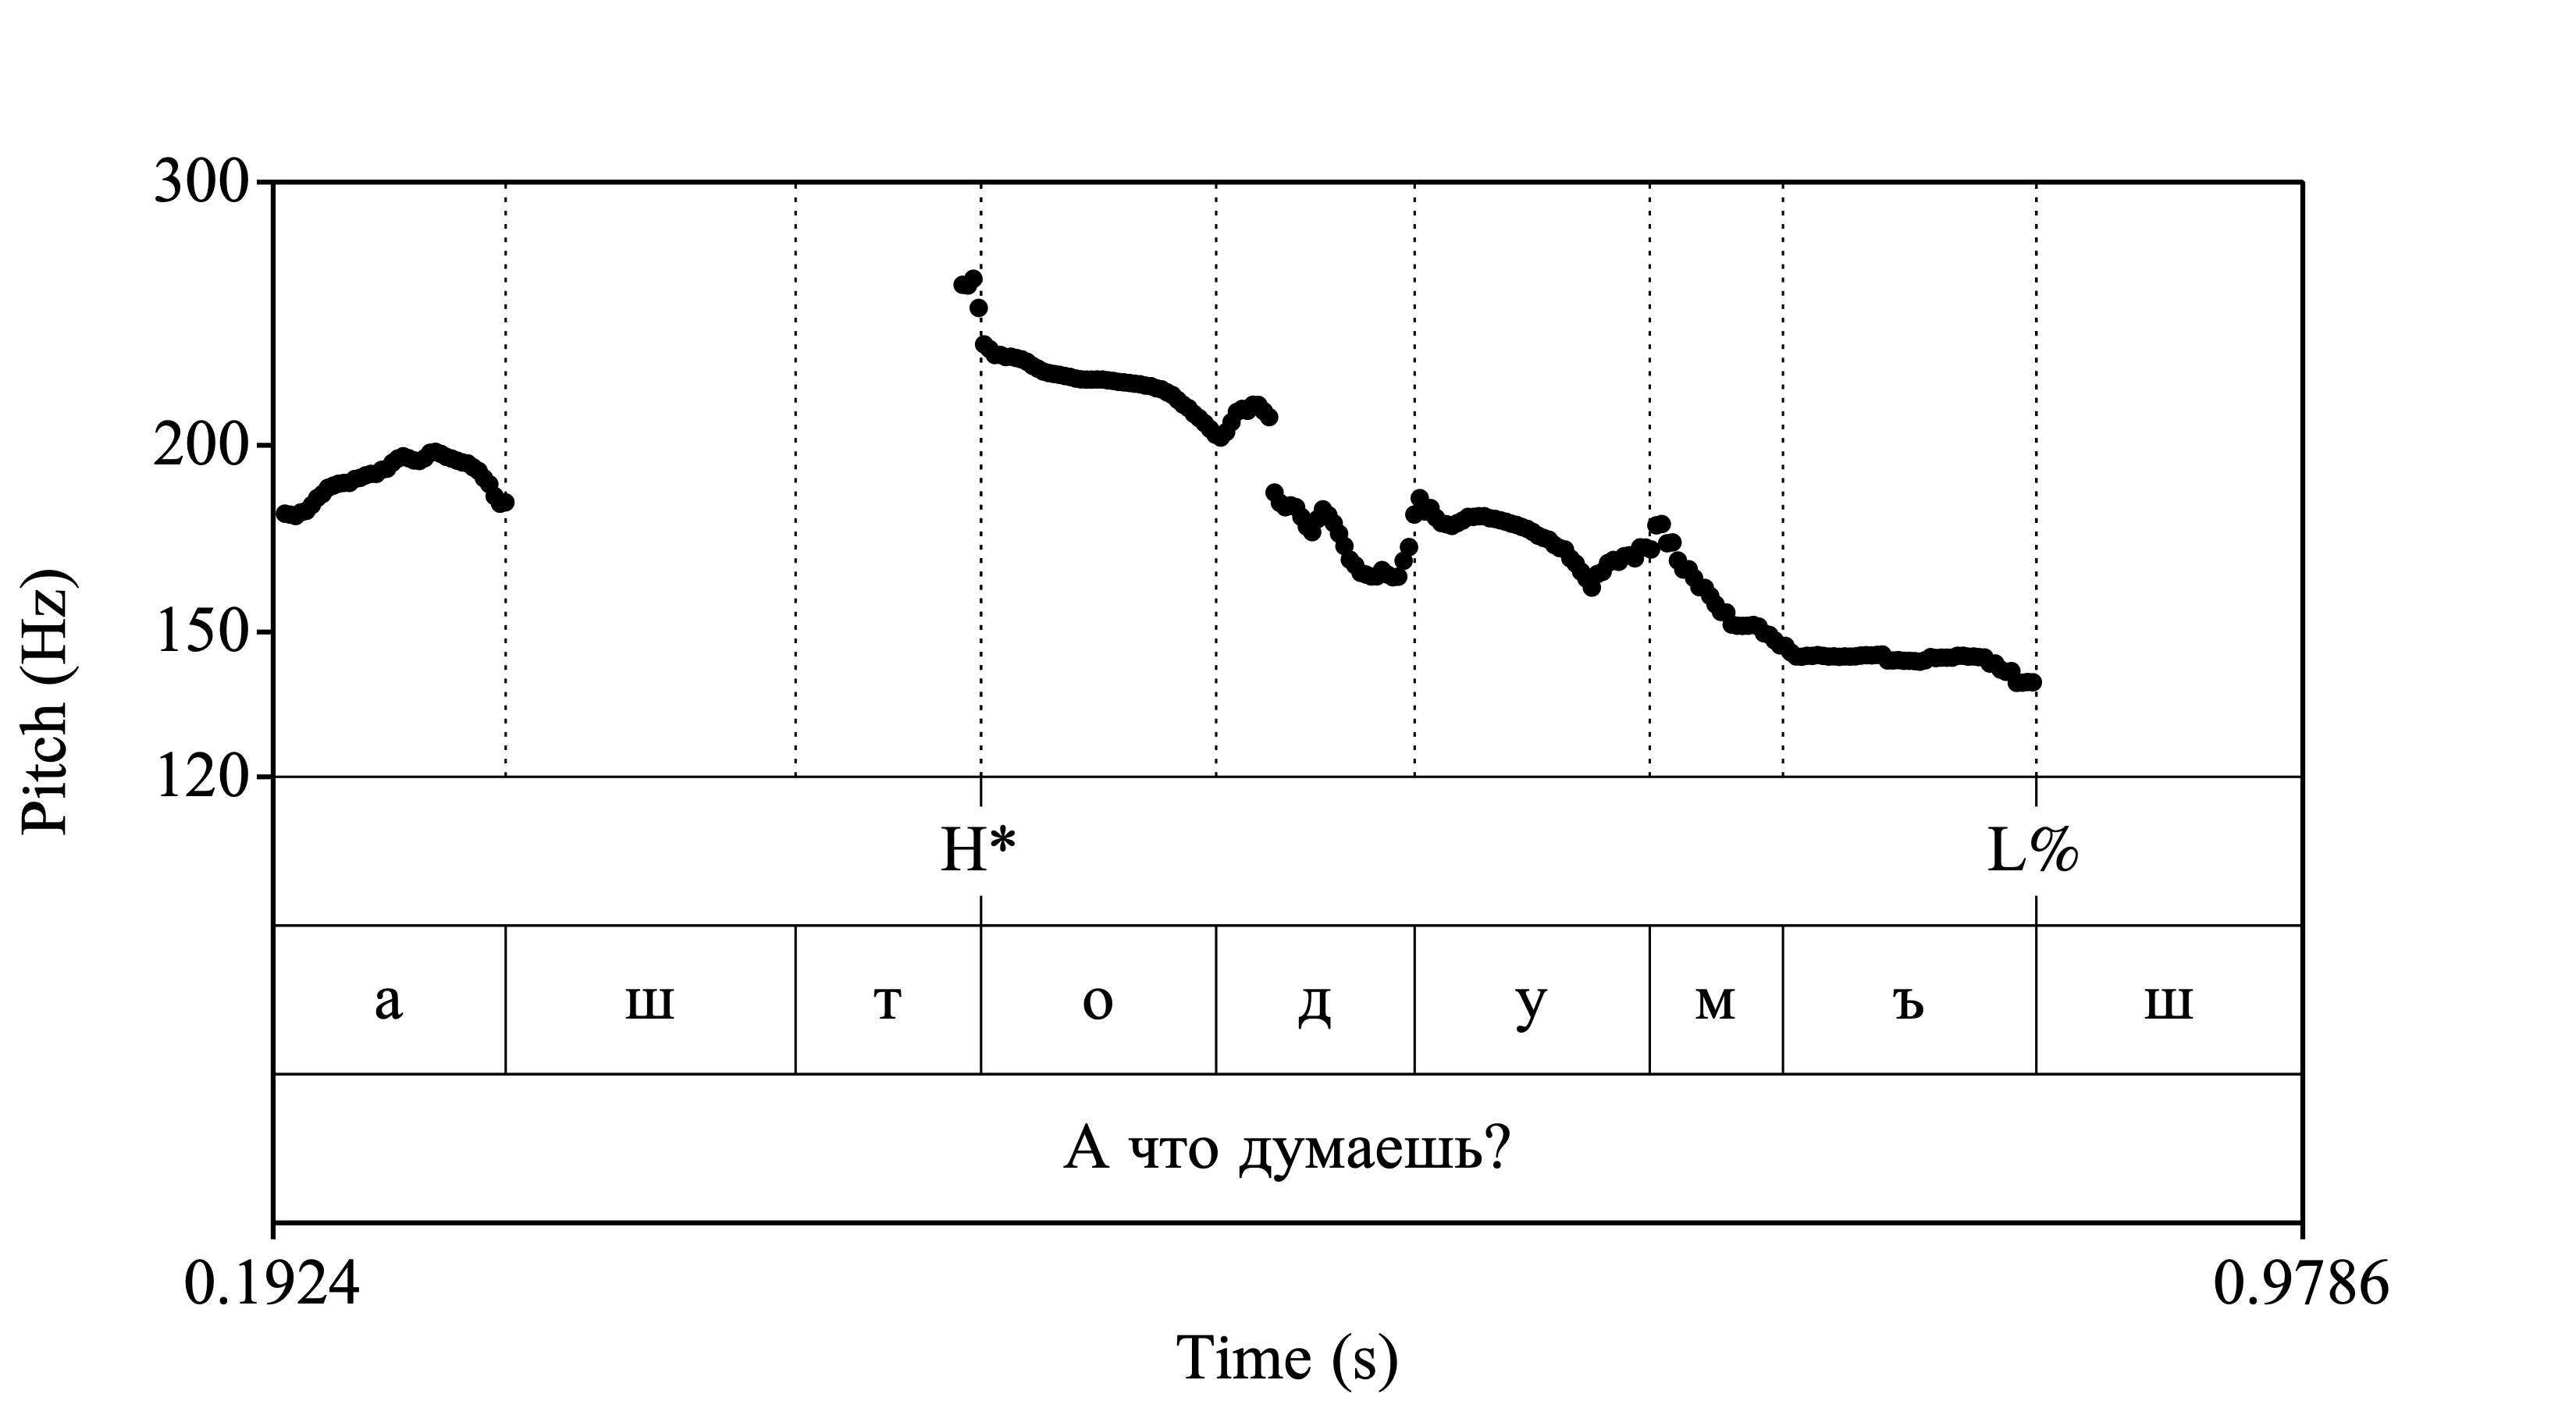 300
200
150
120
Pitch (Hz)
H* L%
а ш т о д у м ъ ш
А что думаешь?
0.1924 0.9786
Time (s)